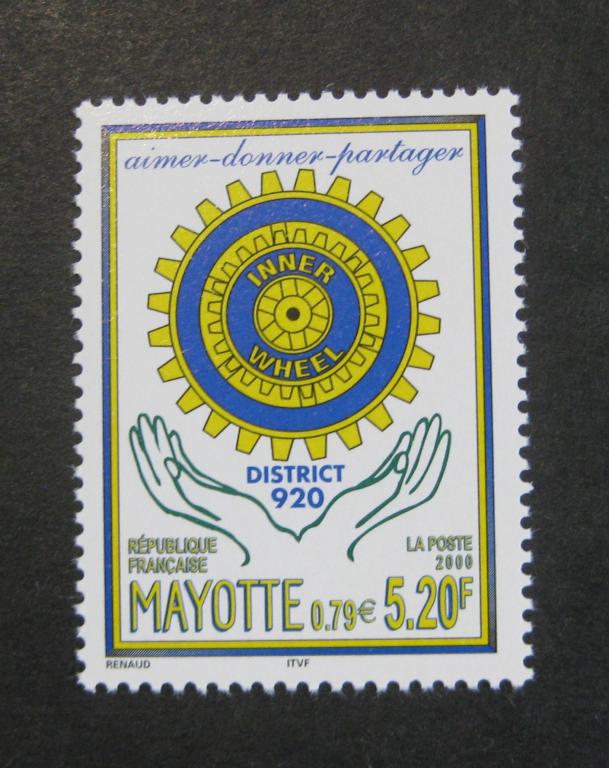 aimer-donner-partager
INNER
WHEEL
DISTRICT
920
RÉPUBLIQUE
FRANÇAISE
LA POSTE
2000
MAYOTTE 0.79€ 5.20F
RENAUD ITVF